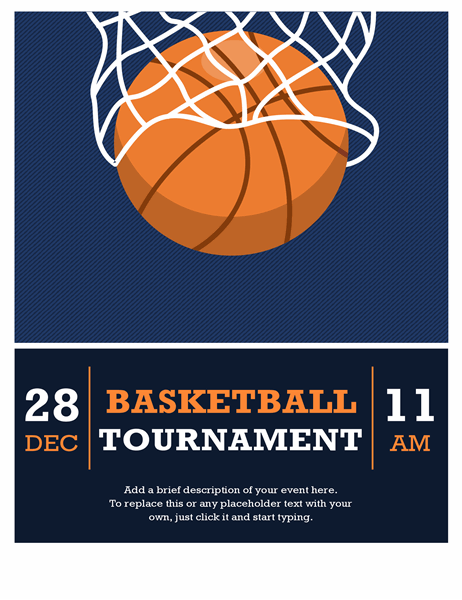 28
DEC
BASKETBALL
TOURNAMENT
11
AM
Add a brief description of your event here.
To replace this or any placeholder text with your
own, just click it and start typing.